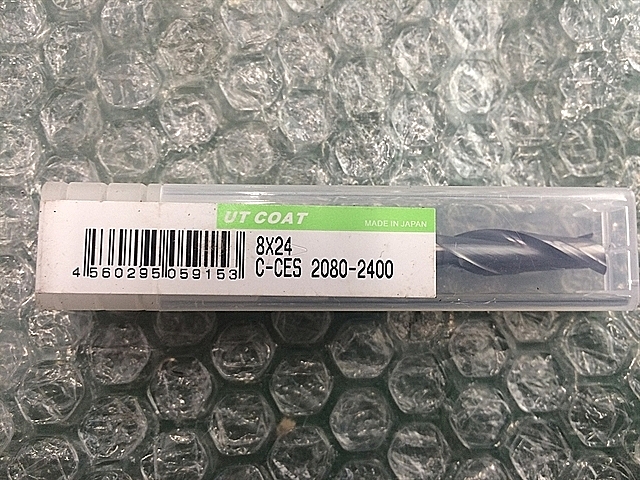 UT COAT
MADE IN JAPAN
8X24
C-CES 2080-2400
4 560295 059153